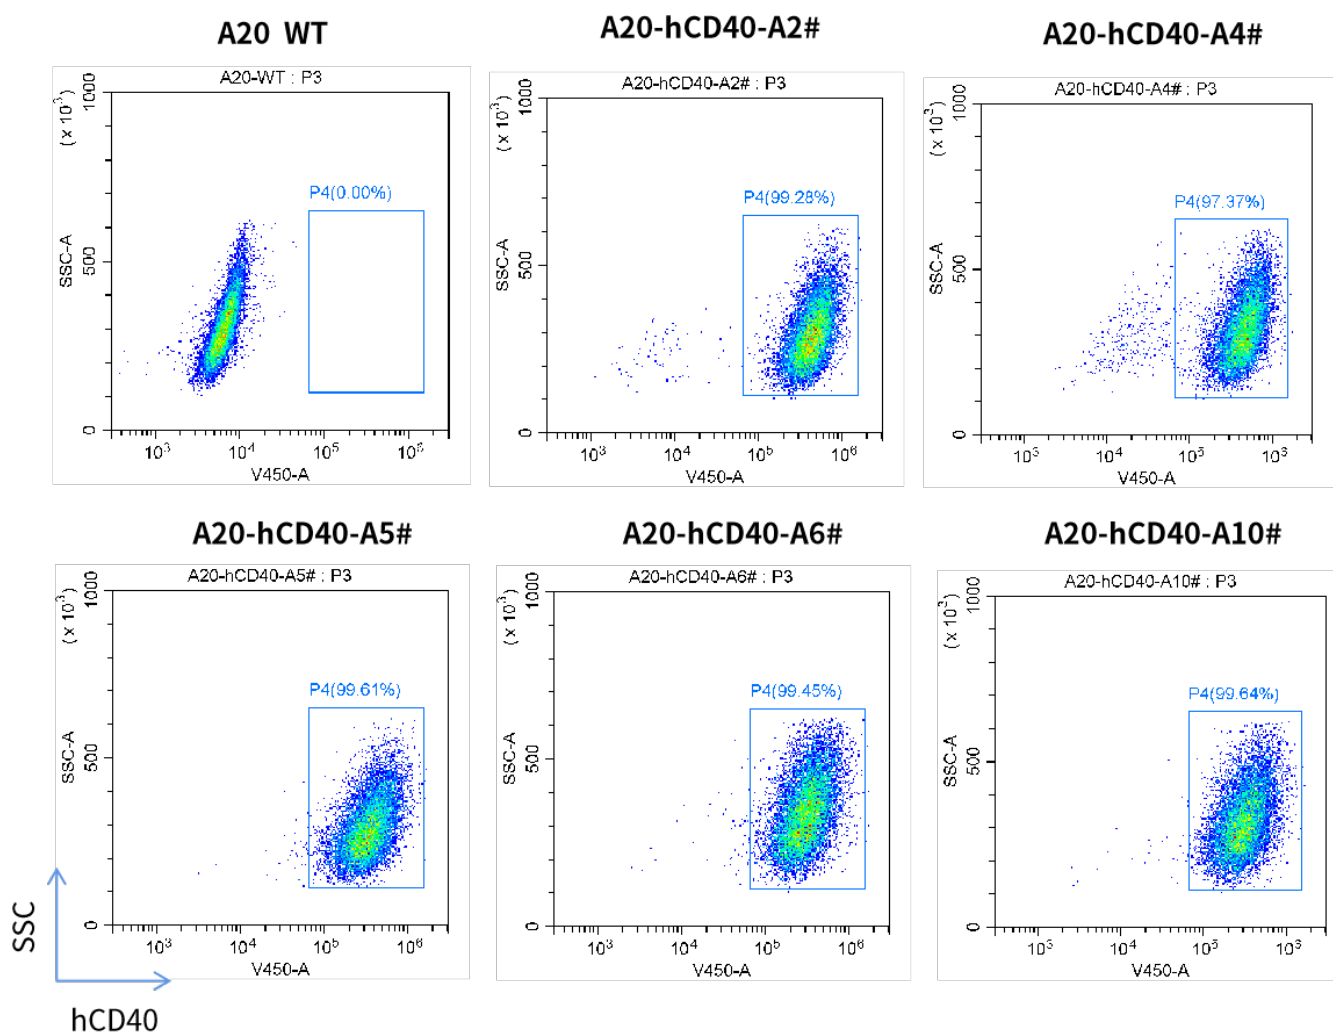 A20 WT
A20-hCD40-A2#
A20-hCD40-A4#
A20-WT : P3
A20-hCD40-A2# : P3
A20-hCD40-A4# : P3
(x 10³)
1000
500
0
SSC-A
P4(0.00%)
10³
10⁴
10⁵
10⁶
V450-A
(x 10³)
1000
500
0
SSC-A
P4(99.28%)
10³
10⁴
10⁵
10⁶
V450-A
(x 10³)
1000
500
0
SSC-A
P4(97.37%)
10³
10⁴
10⁵
10³
V450-A
A20-hCD40-A5#
A20-hCD40-A6#
A20-hCD40-A10#
A20-hCD40-A5# : P3
A20-hCD40-A6# : P3
A20-hCD40-A10# : P3
(x 10³)
1000
500
0
SSC-A
P4(99.61%)
10³
10⁴
10⁵
10⁶
V450-A
(x 10³)
1000
500
0
SSC-A
P4(99.45%)
10³
10⁴
10⁵
10⁶
V450-A
(x 10³)
1000
500
0
SSC-A
P4(99.64%)
10³
10⁴
10⁵
10³
V450-A
SSC
hCD40